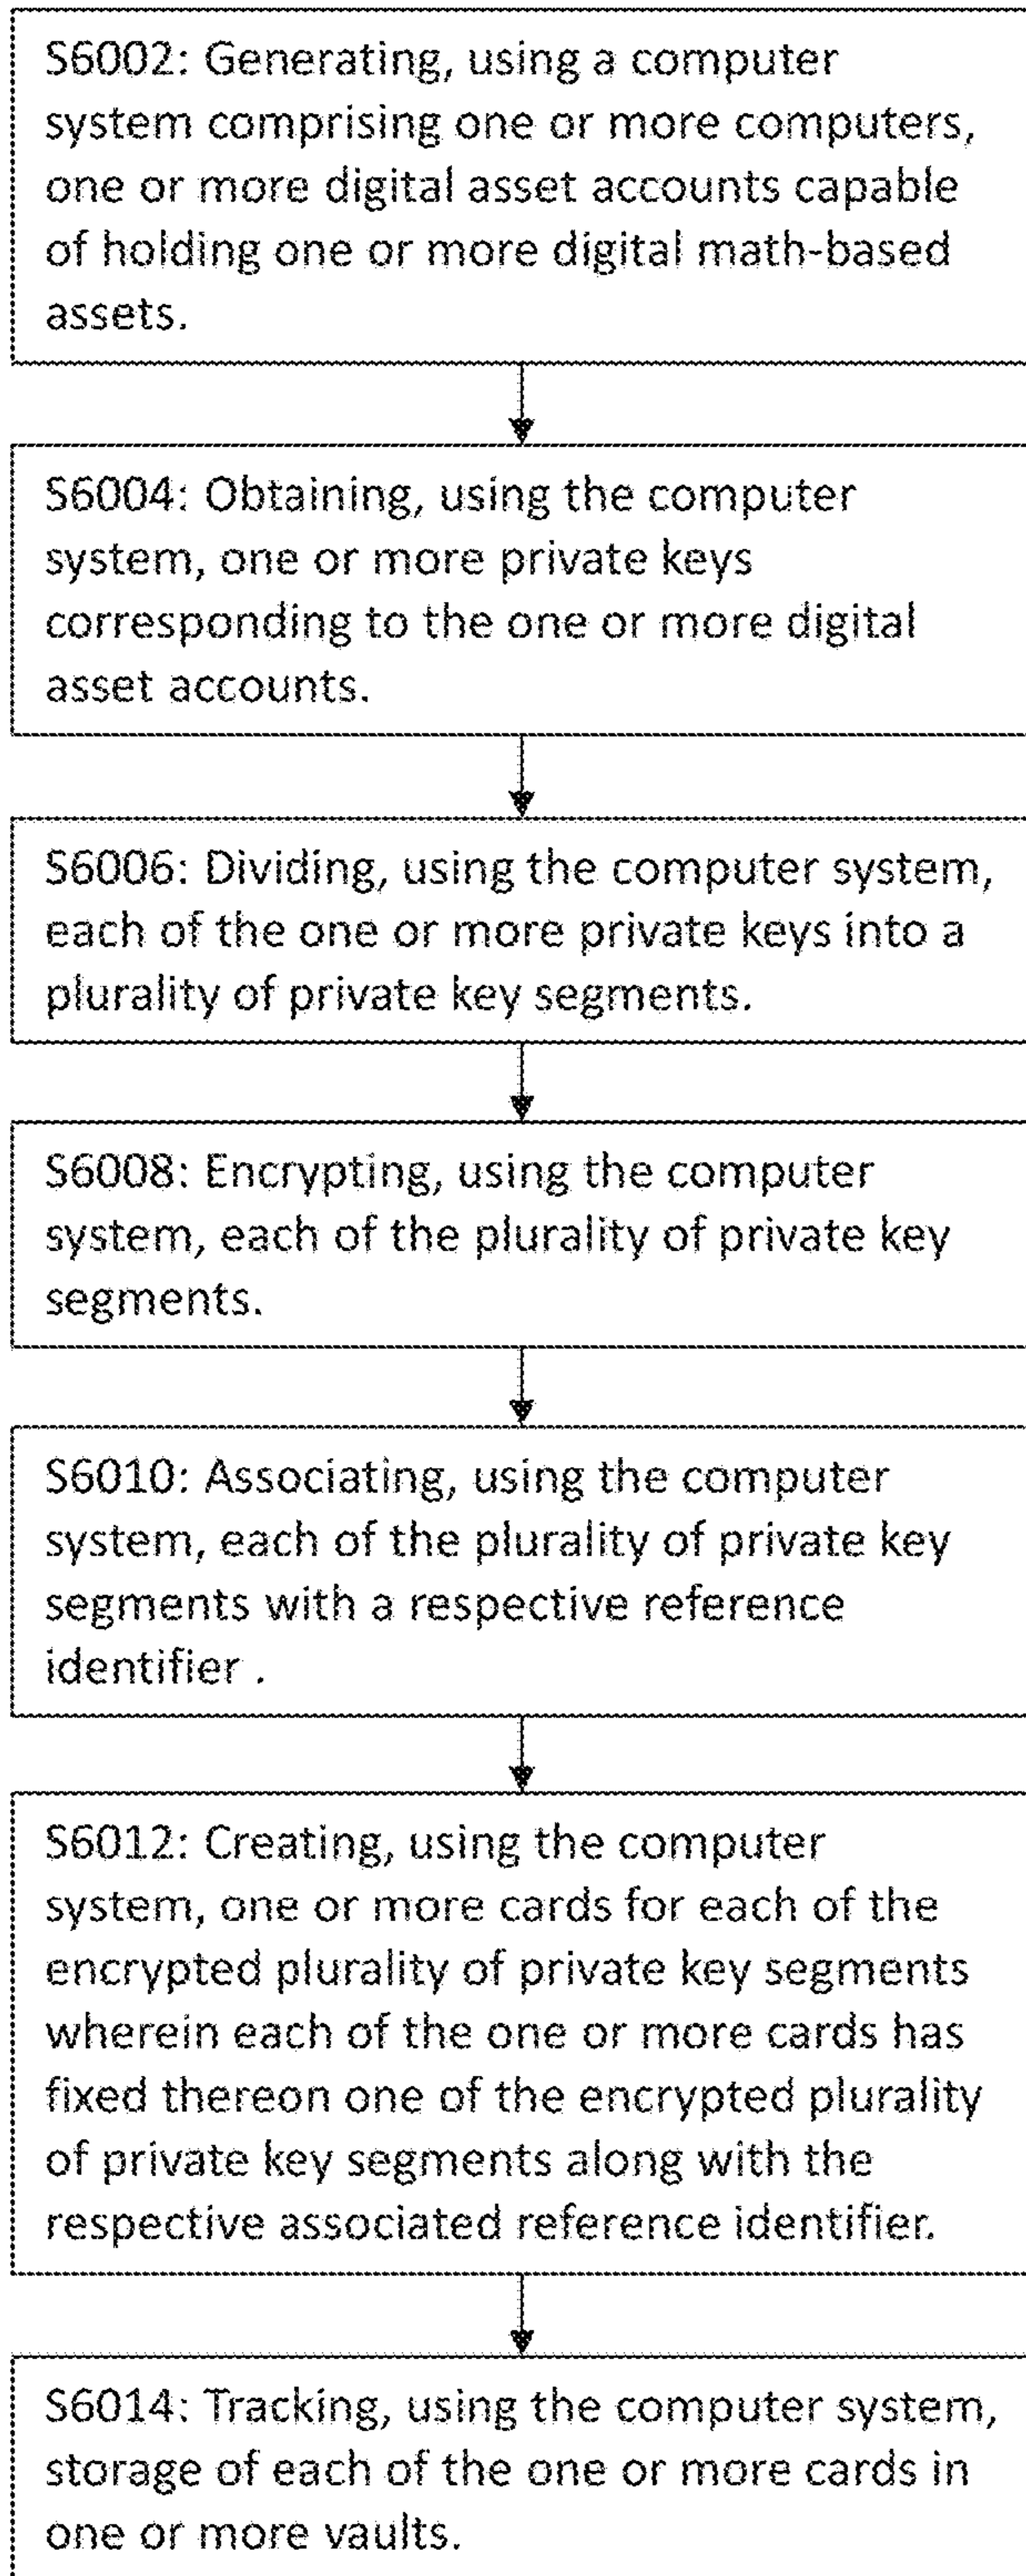 S6002: Generating, using a computer
system comprising one or more computers,
one or more digital asset accounts capable
of holding one or more digital math-based
assets.
S6004: Obtaining, using the computer
system, one or more private keys
corresponding to the one or more digital
asset accounts.
S6006: Dividing, using the computer system,
each of the one or more private keys into a
plurality of private key segments.
S6008: Encrypting, using the computer
system, each of the plurality of private key
segments.
S6010: Associating, using the computer
system, each of the plurality of private key
segments with a respective reference
identifier .
S6012: Creating, using the computer
system, one or more cards for each of the
encrypted plurality of private key segments
wherein each of the one or more cards has
fixed thereon one of the encrypted plurality
of private key segments along with the
respective associated reference identifier.
S6014: Tracking, using the computer system,
storage of each of the one or more cards in
one or more vaults.